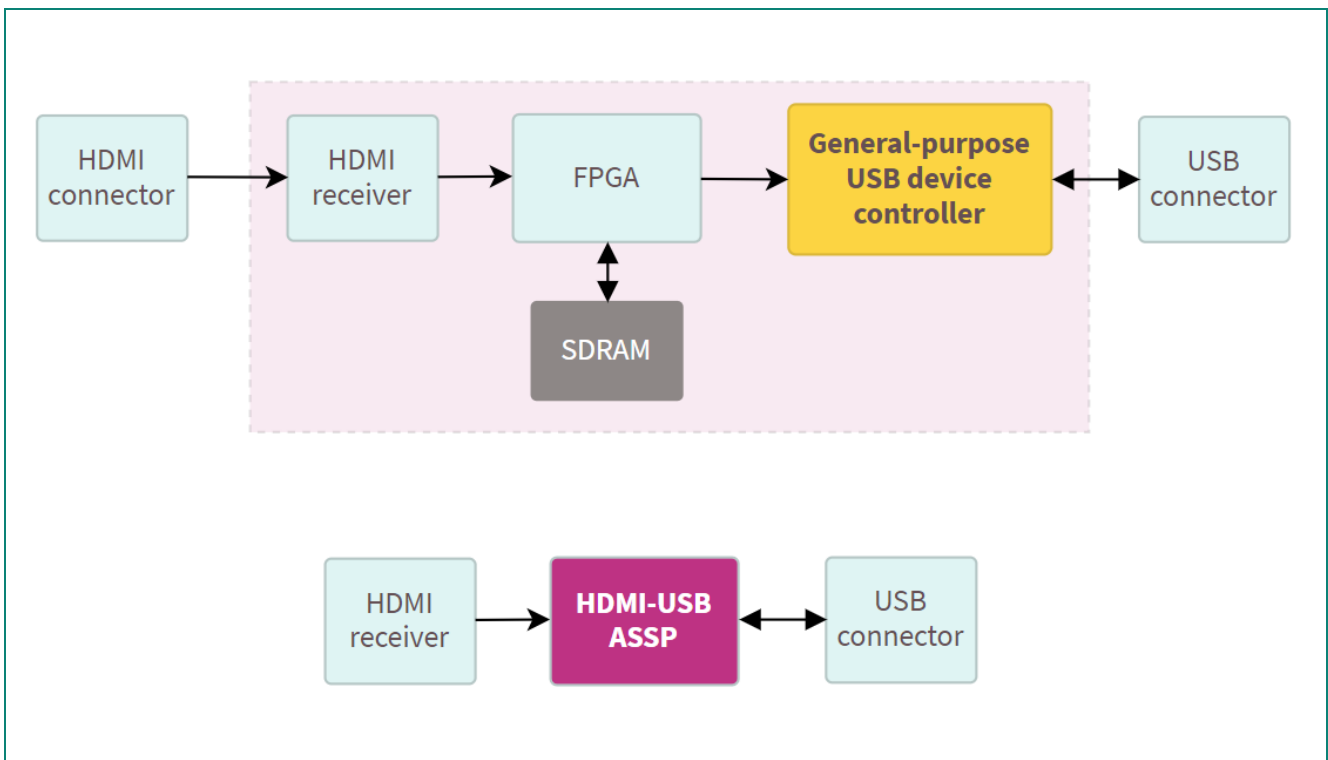 HDMI
connector
HDMI
receiver
FPGA
General-purpose
USB device
controller
USB
connector
SDRAM
HDMI
receiver
HDMI-USB
ASSP
USB
connector